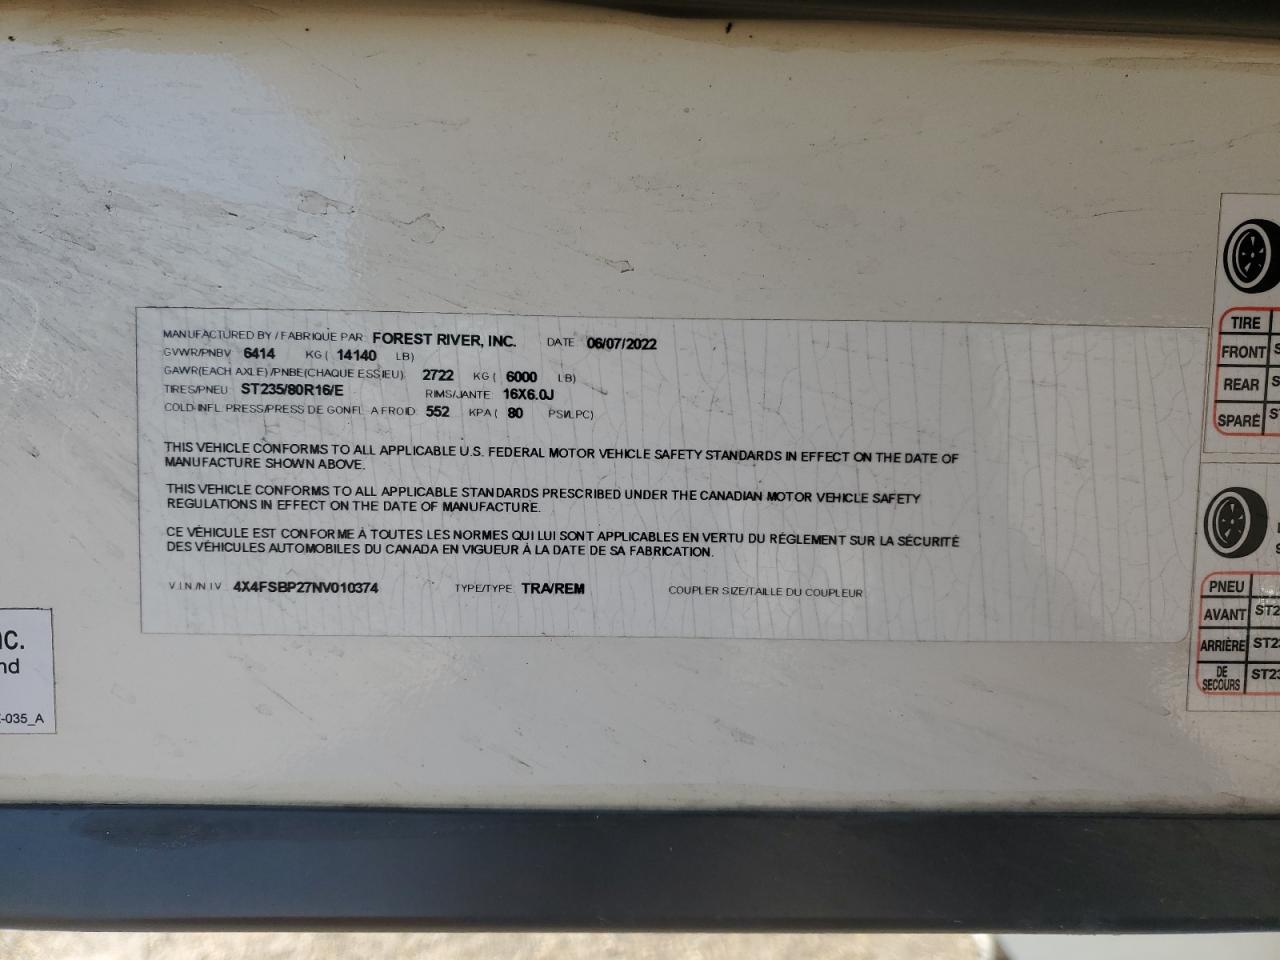 MANUFACTURED BY / FABRIQUE PAR FOREST RIVER, INC. DATE 06/07/2022
GVWR/PNBV 6414 KG ( 14140 LB)
GAWR(EACH AXLE) /PNBE(CHAQUE ESSIEU) 2722 KG ( 6000 LB)
TIRES/PNEU ST235/80R16/E RIMS/JANTE 16X6.0J
COLD INFL. PRESS/PRESS DE GONFL. A FROID 552 KPA ( 80 PSI/LPC)
THIS VEHICLE CONFORMS TO ALL APPLICABLE U.S. FEDERAL MOTOR VEHICLE SAFETY STANDARDS IN EFFECT ON THE DATE OF
MANUFACTURE SHOWN ABOVE.
THIS VEHICLE CONFORMS TO ALL APPLICABLE STANDARDS PRESCRIBED UNDER THE CANADIAN MOTOR VEHICLE SAFETY
REGULATIONS IN EFFECT ON THE DATE OF MANUFACTURE.
CE VÉHICULE EST CONFORME À TOUTES LES NORMES QUI LUI SONT APPLICABLES EN VERTU DU RÉGLEMENT SUR LA SÉCURITÉ
DES VÉHICULES AUTOMOBILES DU CANADA EN VIGUEUR À LA DATE DE SA FABRICATION.
V.I.N./N.I.V. 4X4FSBP27NV010374 TYPE/TYPE TRA/REM COUPLER SIZE/TAILLE DU COUPLEUR
TIRE
FRONT S
REAR S
SPARE ST
PNEU
AVANT ST2
ARRIÈRE ST23
DE SECOURS ST23
nc.
nd
-035_A